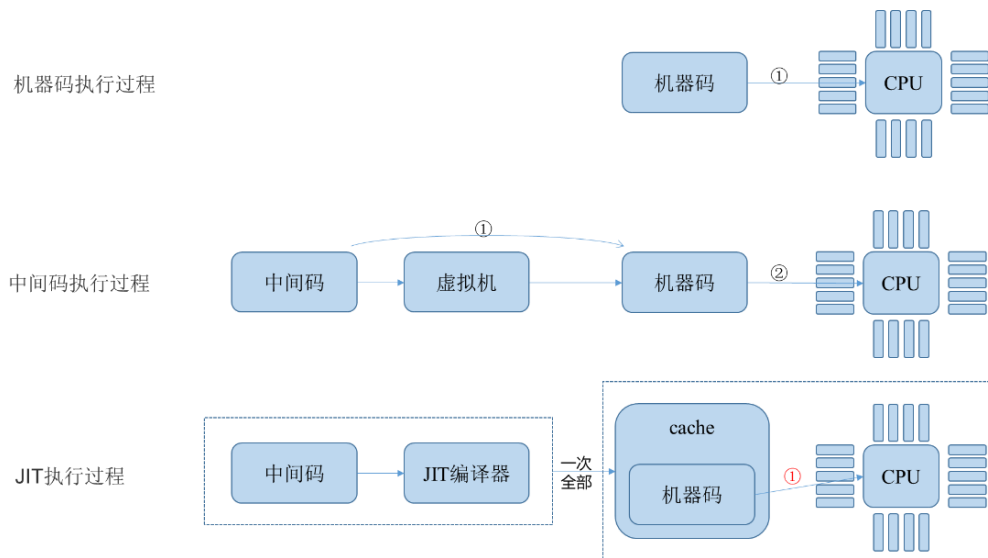 机器码执行过程
机器码
①
CPU
中间码执行过程
①
中间码
虚拟机
机器码
②
CPU
JIT执行过程
中间码
JIT编译器
一次
全部
cache
机器码
①
CPU